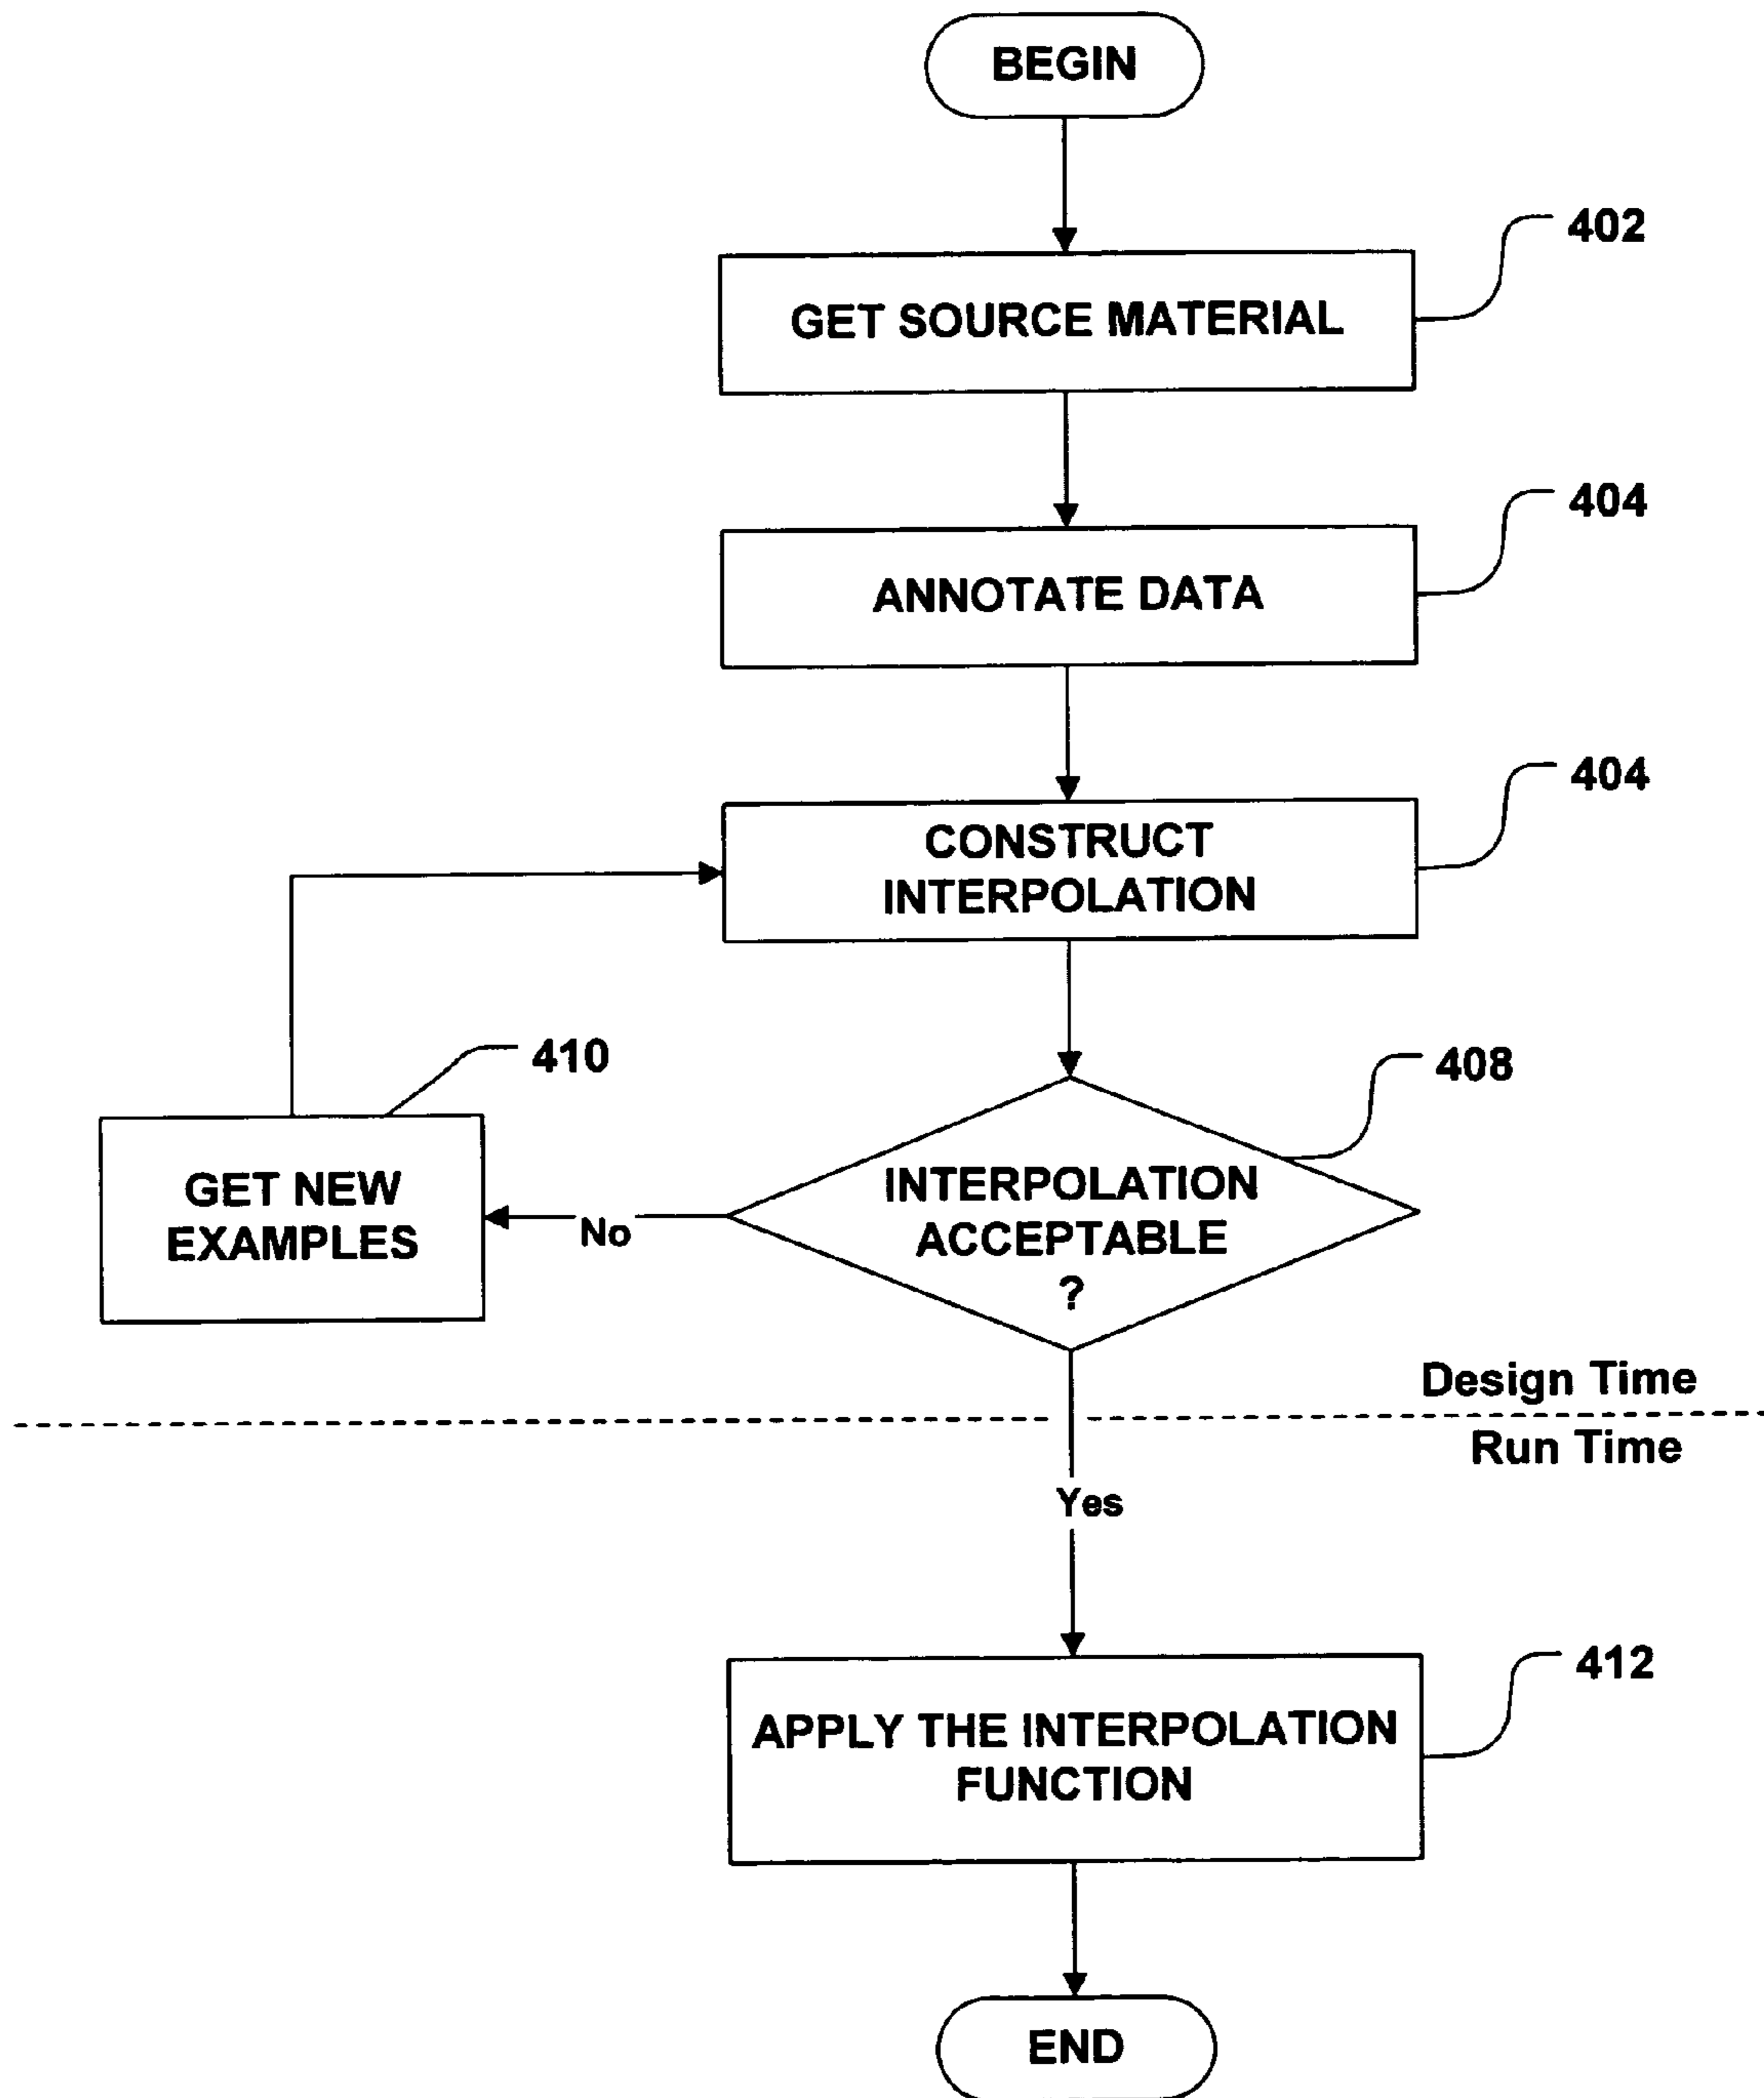 BEGIN
402
GET SOURCE MATERIAL
404
ANNOTATE DATA
404
CONSTRUCT
INTERPOLATION
410
408
GET NEW
EXAMPLES
No
INTERPOLATION
ACCEPTABLE
?
Design Time
Run Time
Yes
412
APPLY THE INTERPOLATION
FUNCTION
END